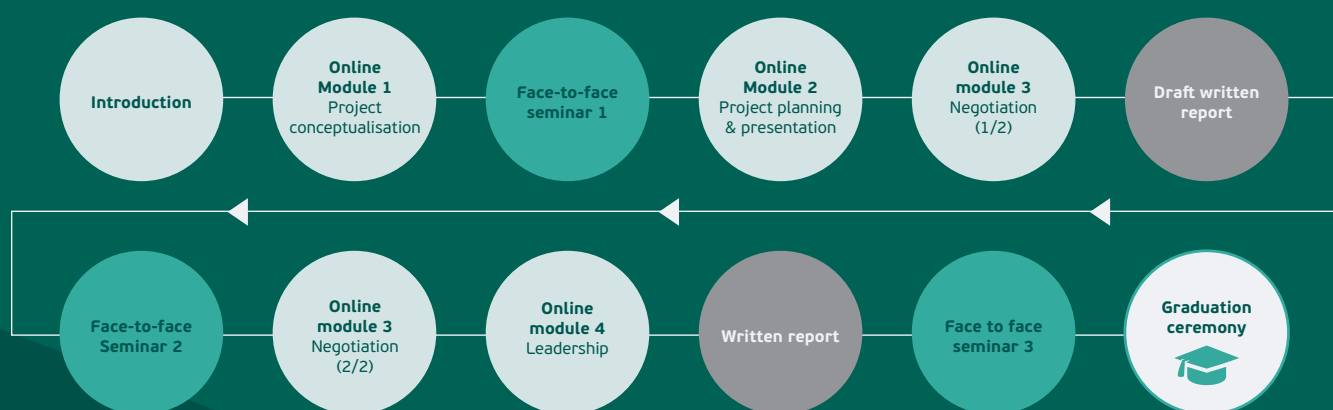 Introduction
Online
Module 1
Project
conceptualisation
Face-to-face
seminar 1
Online
Module 2
Project planning
& presentation
Online
module 3
Negotiation
(1/2)
Draft written
report
Face-to-face
Seminar 2
Online
module 3
Negotiation
(2/2)
Online
module 4
Leadership
Written report
Face to face
seminar 3
Graduation
ceremony